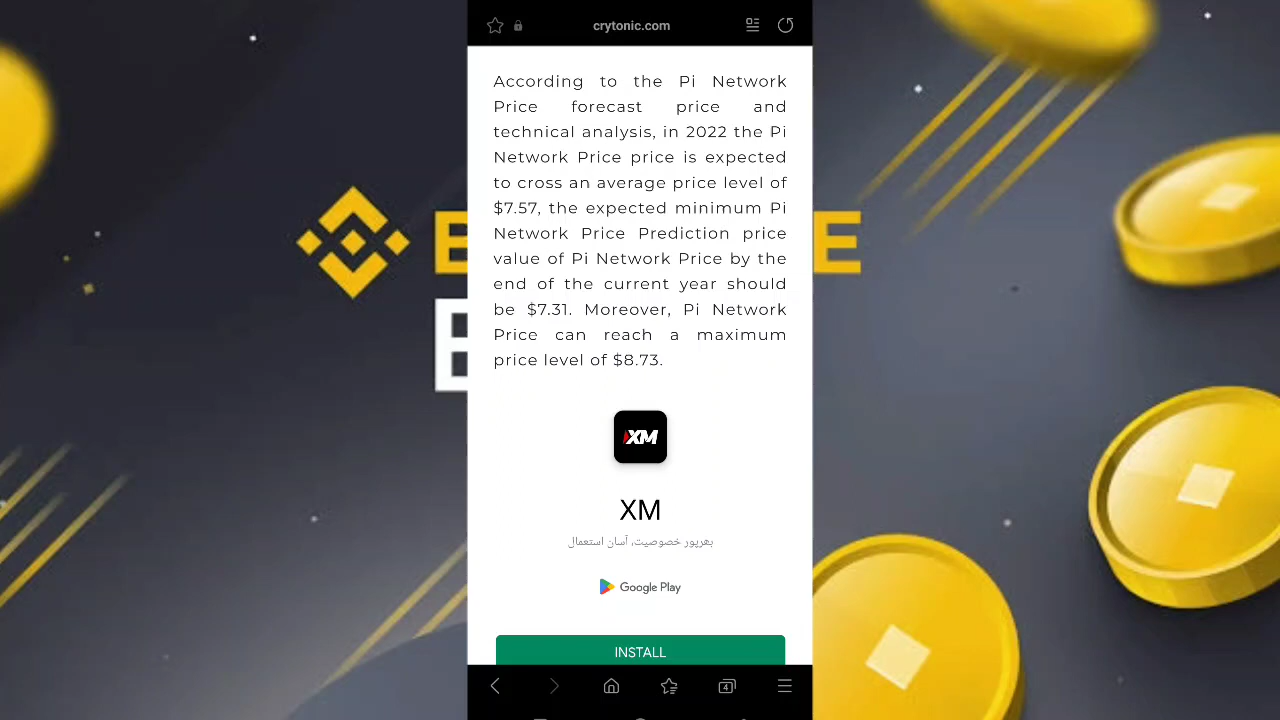 crytonic.com
According to the Pi Network
Price forecast price and
technical analysis, in 2022 the Pi
Network Price price is expected
to cross an average price level of
$7.57, the expected minimum Pi
Network Price Prediction price
value of Pi Network Price by the
end of the current year should
be $7.31. Moreover, Pi Network
Price can reach a maximum
price level of $8.73.
XM
XM
بھرپور خصوصیت، آسان استعمال
Google Play
INSTALL
4